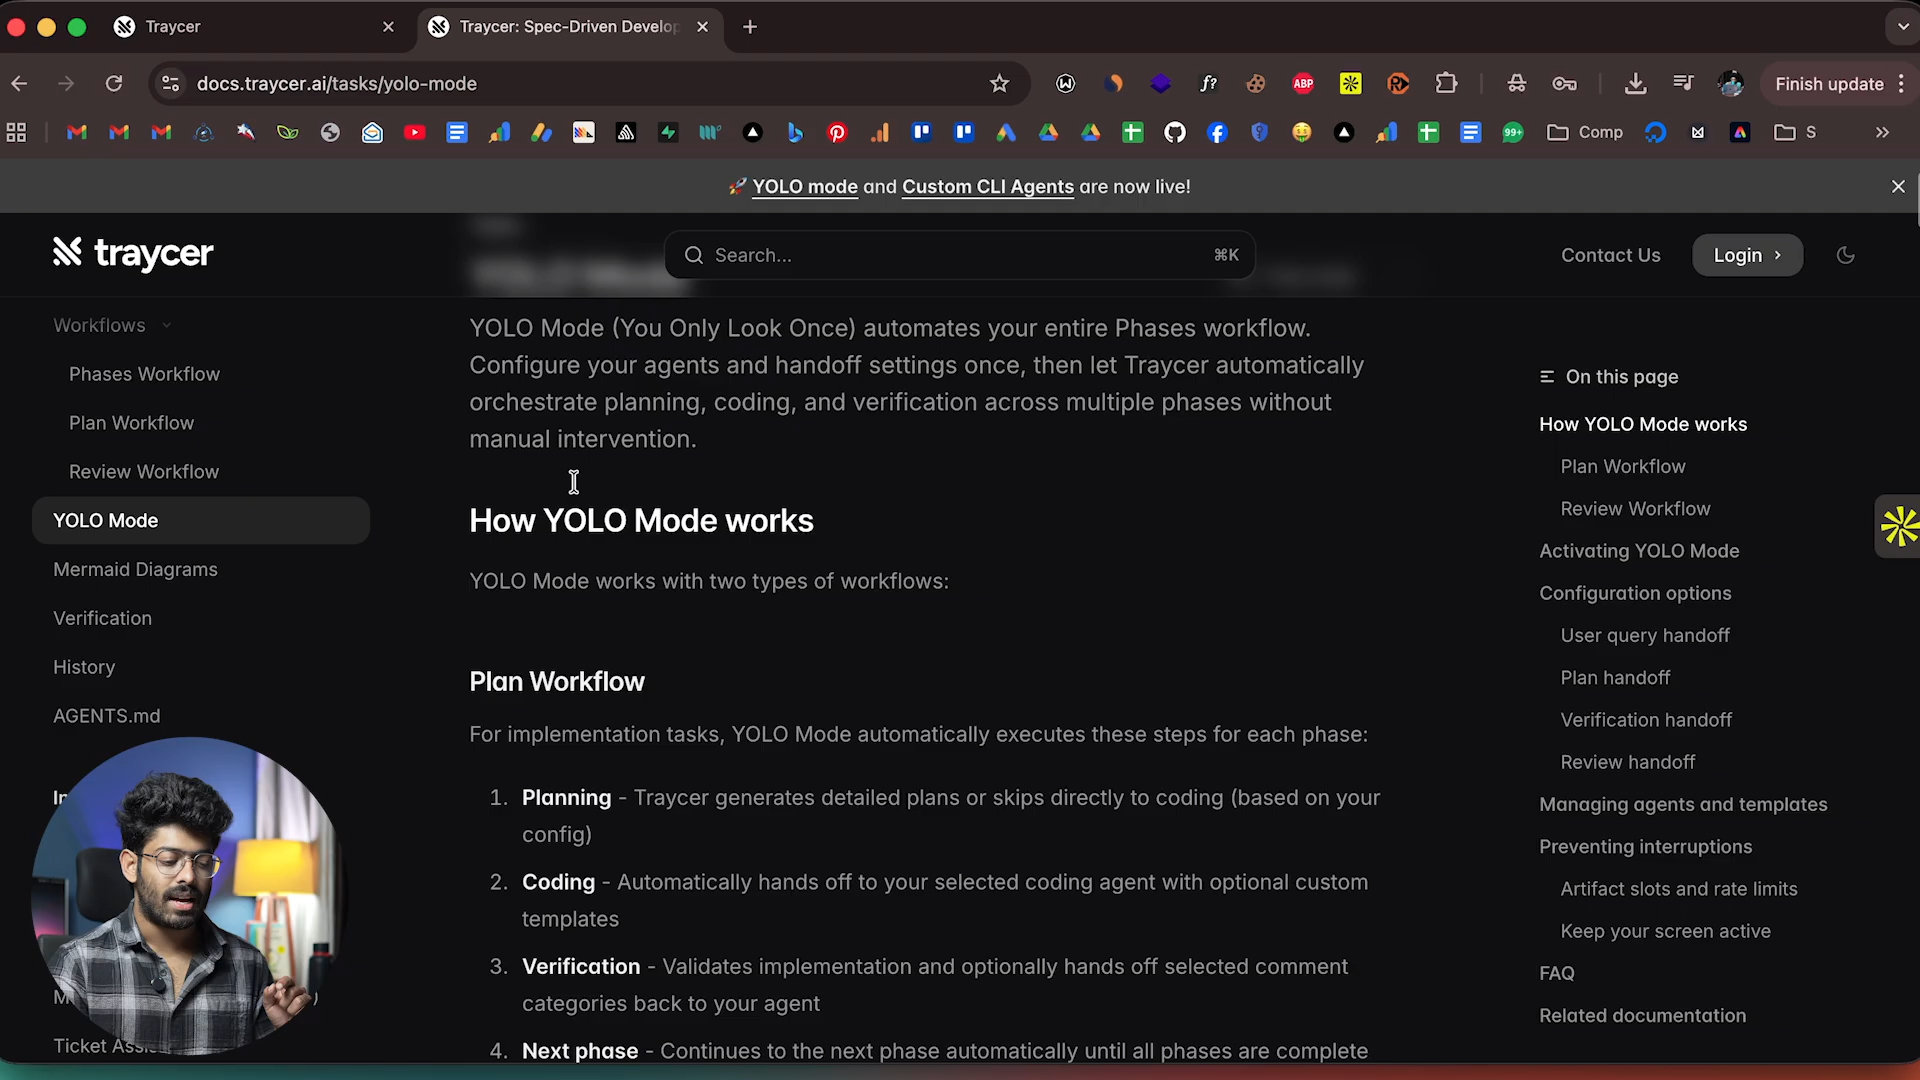 Traycer
Traycer: Spec-Driven Develop
docs.traycer.ai/tasks/yolo-mode
ABP
Finish update
99+
Comp
S
🚀 YOLO mode and Custom CLI Agents are now live!
traycer
Search...
⌘K
Contact Us
Login
Workflows
Phases Workflow
Plan Workflow
Review Workflow
YOLO Mode
Mermaid Diagrams
Verification
History
AGENTS.md
YOLO Mode (You Only Look Once) automates your entire Phases workflow.
Configure your agents and handoff settings once, then let Traycer automatically
orchestrate planning, coding, and verification across multiple phases without
manual intervention.
How YOLO Mode works
YOLO Mode works with two types of workflows:
Plan Workflow
For implementation tasks, YOLO Mode automatically executes these steps for each phase:
1. Planning - Traycer generates detailed plans or skips directly to coding (based on your
config)
2. Coding - Automatically hands off to your selected coding agent with optional custom
templates
3. Verification - Validates implementation and optionally hands off selected comment
categories back to your agent
4. Next phase - Continues to the next phase automatically until all phases are complete
On this page
How YOLO Mode works
Plan Workflow
Review Workflow
Activating YOLO Mode
Configuration options
User query handoff
Plan handoff
Verification handoff
Review handoff
Managing agents and templates
Preventing interruptions
Artifact slots and rate limits
Keep your screen active
FAQ
Related documentation
Ticket Assis